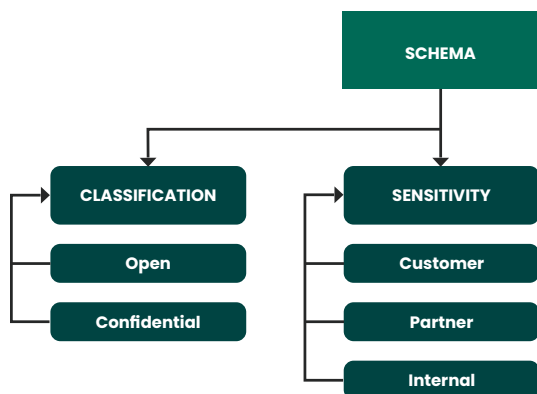 SCHEMA
CLASSIFICATION
Open
Confidential
SENSITIVITY
Customer
Partner
Internal